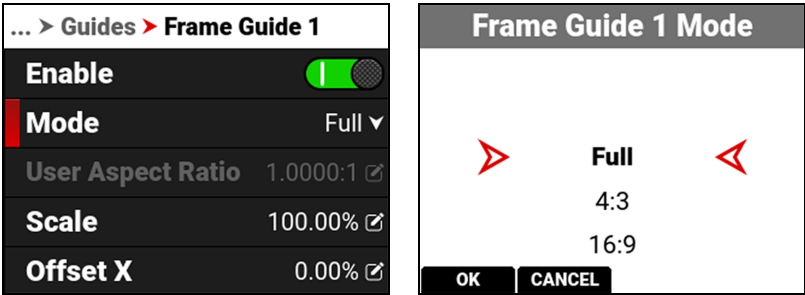 ... > Guides > Frame Guide 1
Enable
Mode Full
User Aspect Ratio 1.0000:1
Scale 100.00%
Offset X 0.00%
Frame Guide 1 Mode
Full
4:3
16:9
OK CANCEL